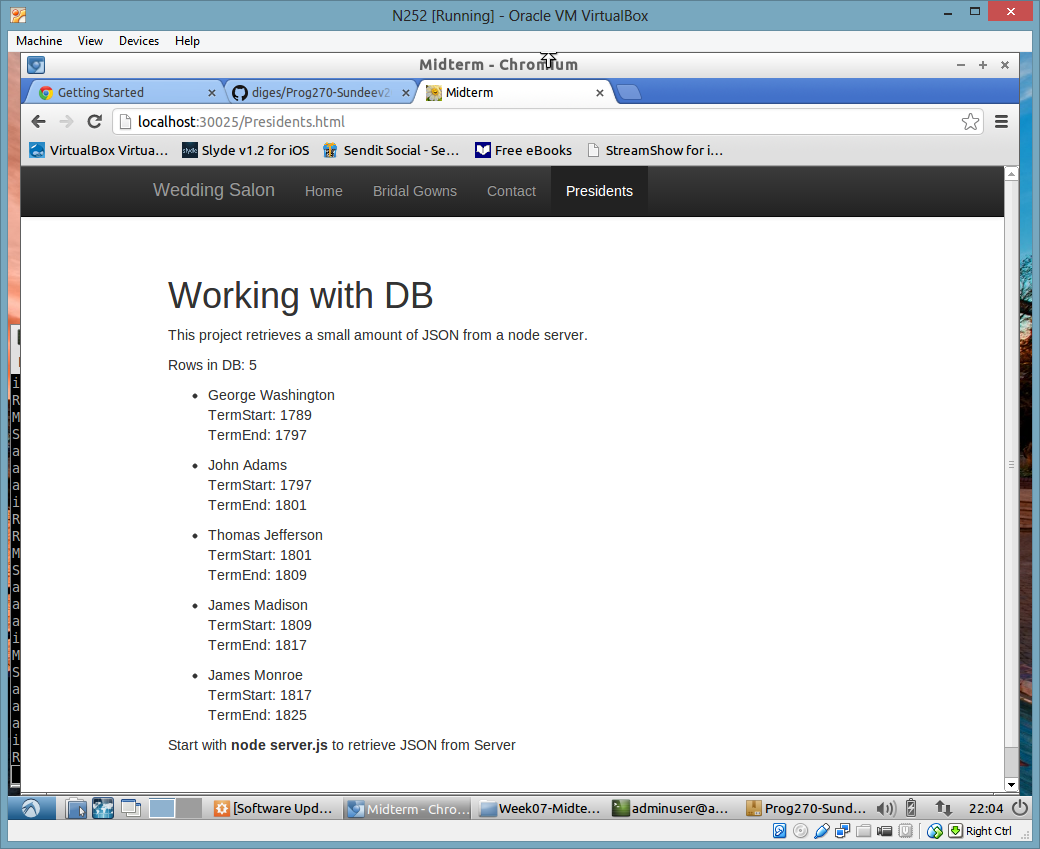 N252 [Running] - Oracle VM VirtualBox
Machine View Devices Help
Midterm - Chromium
Getting Started diges/Prog270-Sundeev2 Midterm
localhost:30025/Presidents.html
VirtualBox Virtua... Slyde v1.2 for iOS Sendit Social - Se... Free eBooks StreamShow for i...
Wedding Salon Home Bridal Gowns Contact Presidents
Working with DB
This project retrieves a small amount of JSON from a node server.
Rows in DB: 5
George Washington
TermStart: 1789
TermEnd: 1797
John Adams
TermStart: 1797
TermEnd: 1801
Thomas Jefferson
TermStart: 1801
TermEnd: 1809
James Madison
TermStart: 1809
TermEnd: 1817
James Monroe
TermStart: 1817
TermEnd: 1825
Start with node server.js to retrieve JSON from Server
[Software Upd... Midterm - Chro... Week07-Midte... adminuser@a... Prog270-Sund... 22:04
Right Ctrl